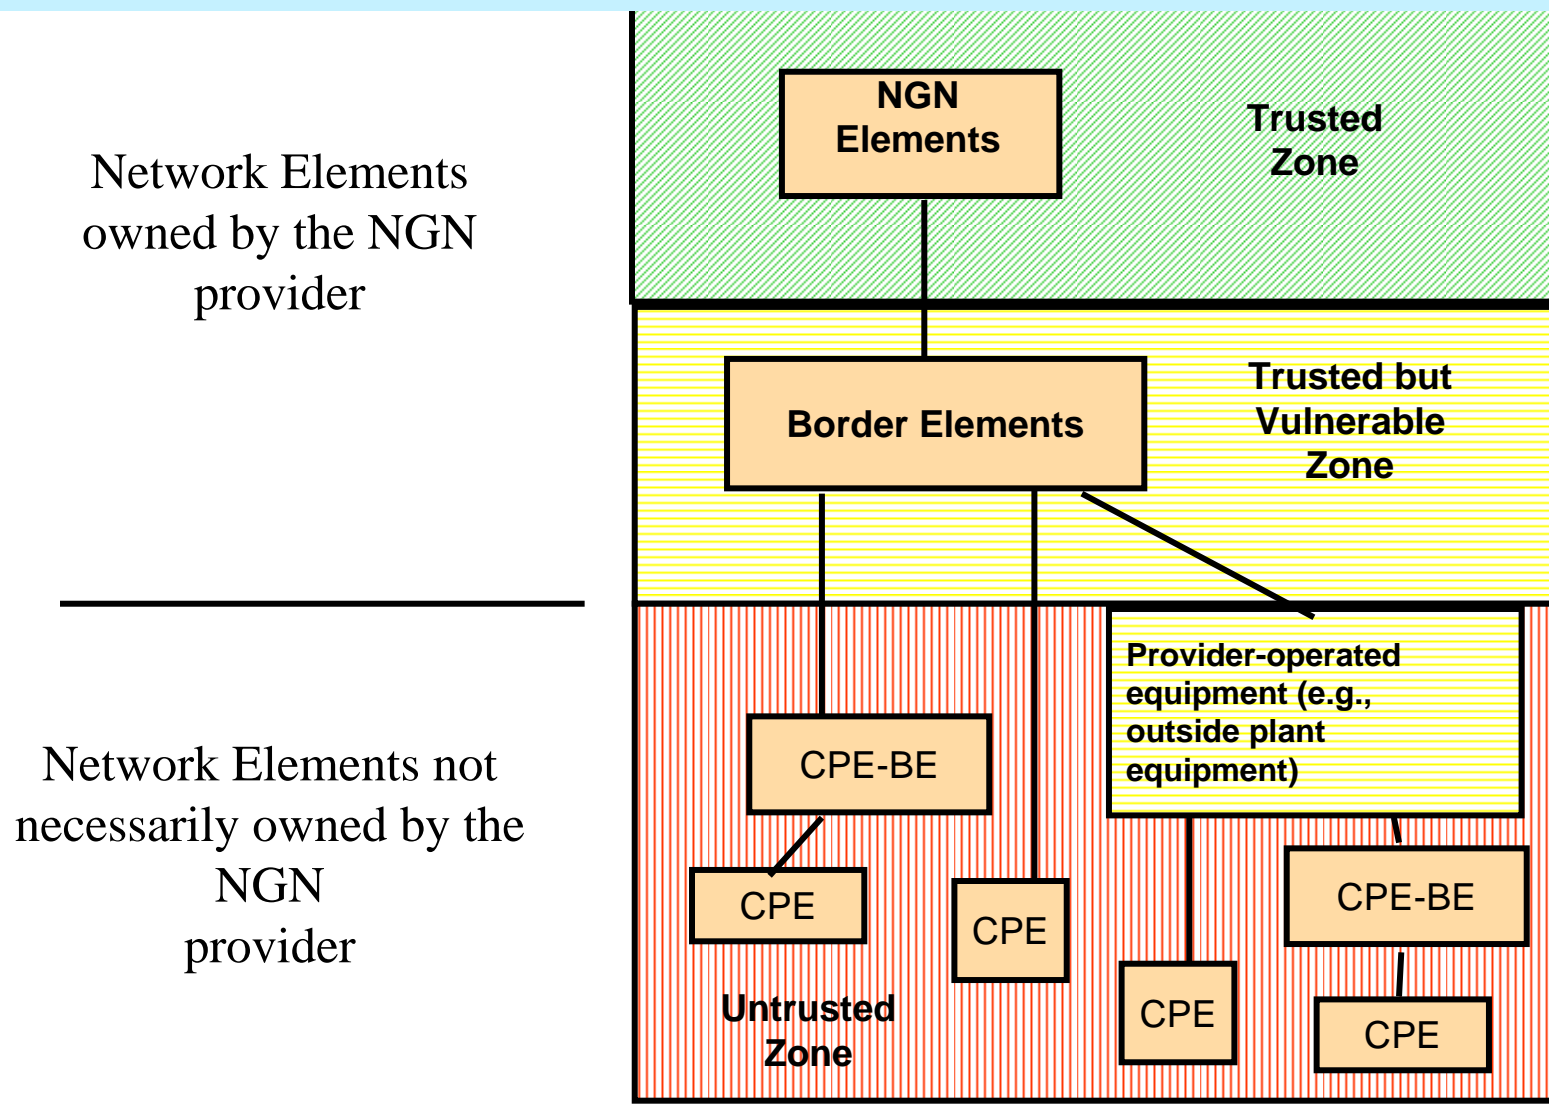 NGN
Elements
Trusted
Zone
Network Elements
owned by the NGN
provider
Border Elements
Trusted but
Vulnerable
Zone
Provider-operated
equipment (e.g.,
outside plant
equipment)
Network Elements not
necessarily owned by the
NGN
provider
CPE-BE
CPE
CPE
CPE-BE
CPE
CPE
Untrusted
Zone